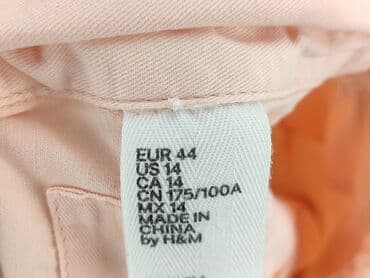 EUR 44
US 14
CA 14
CN 175/100A
MX 14
MADE IN
CHINA
by H&M